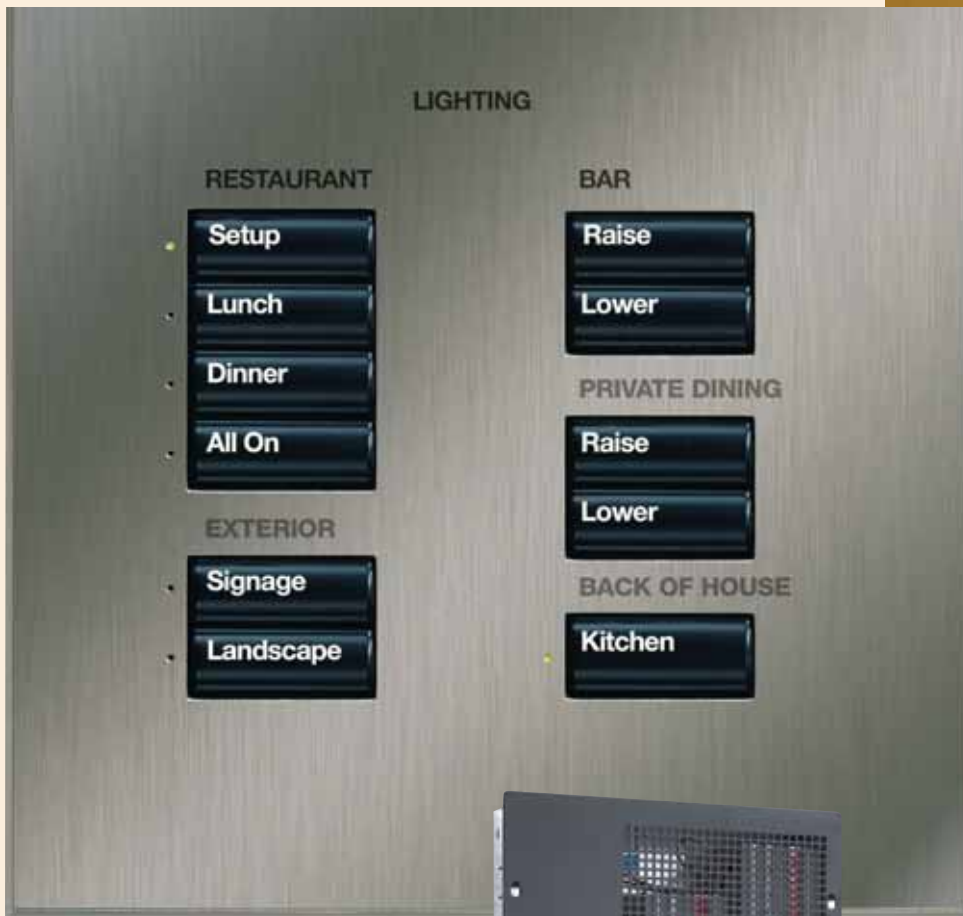 LIGHTING
RESTAURANT
Setup
Lunch
Dinner
All On
EXTERIOR
Signage
Landscape
BAR
Raise
Lower
PRIVATE DINING
Raise
Lower
BACK OF HOUSE
Kitchen